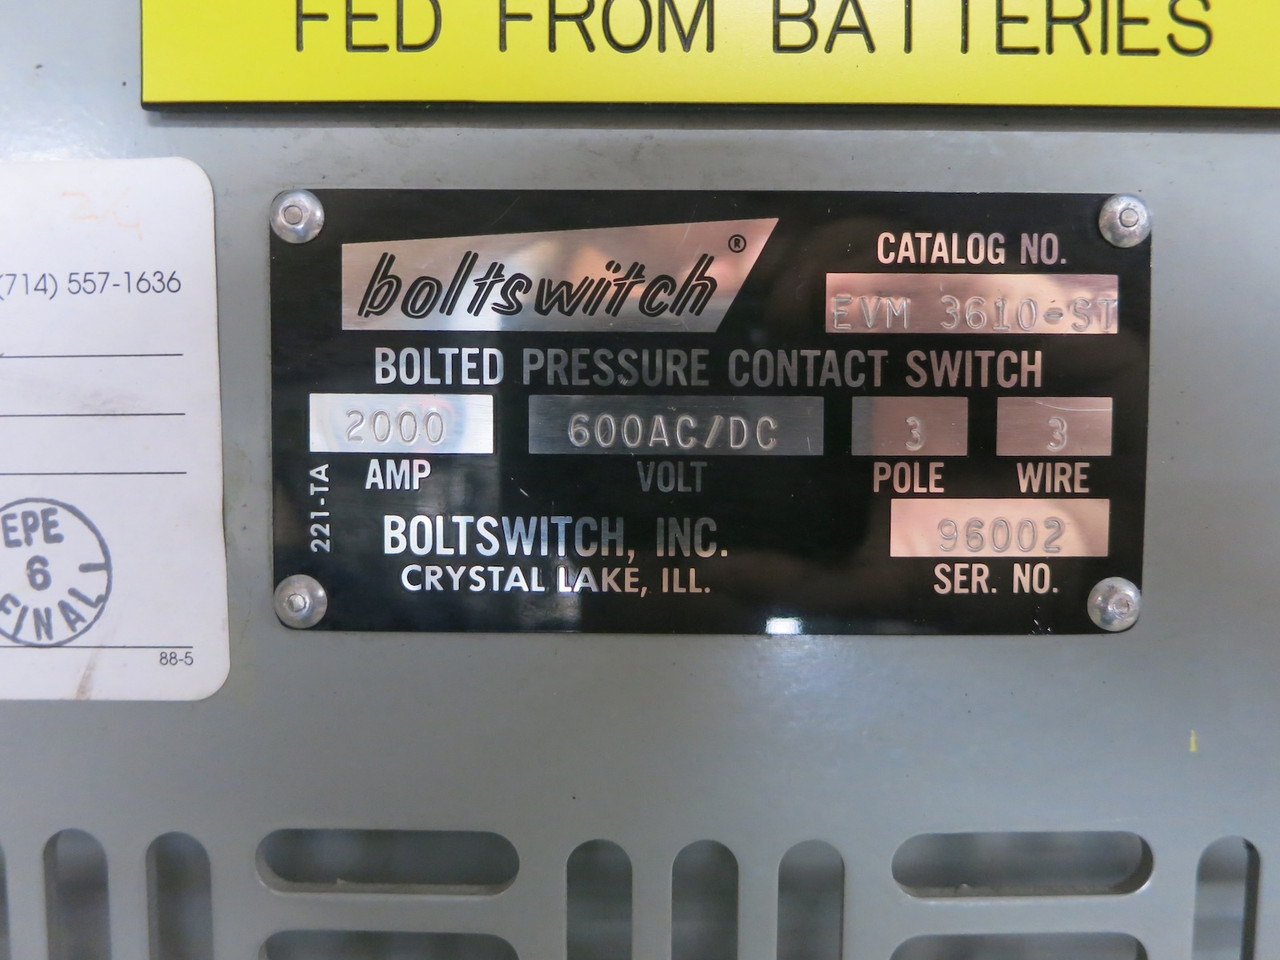 FED FROM BATTERIES
(714) 557-1636
EPE
6
FINAL
88-5
boltswitch®
CATALOG NO.
EVM 3610-ST
BOLTED PRESSURE CONTACT SWITCH
2000 600AC/DC 3 3
AMP VOLT POLE WIRE
221-TA
BOLTSWITCH, INC.
96002
CRYSTAL LAKE, ILL.
SER. NO.